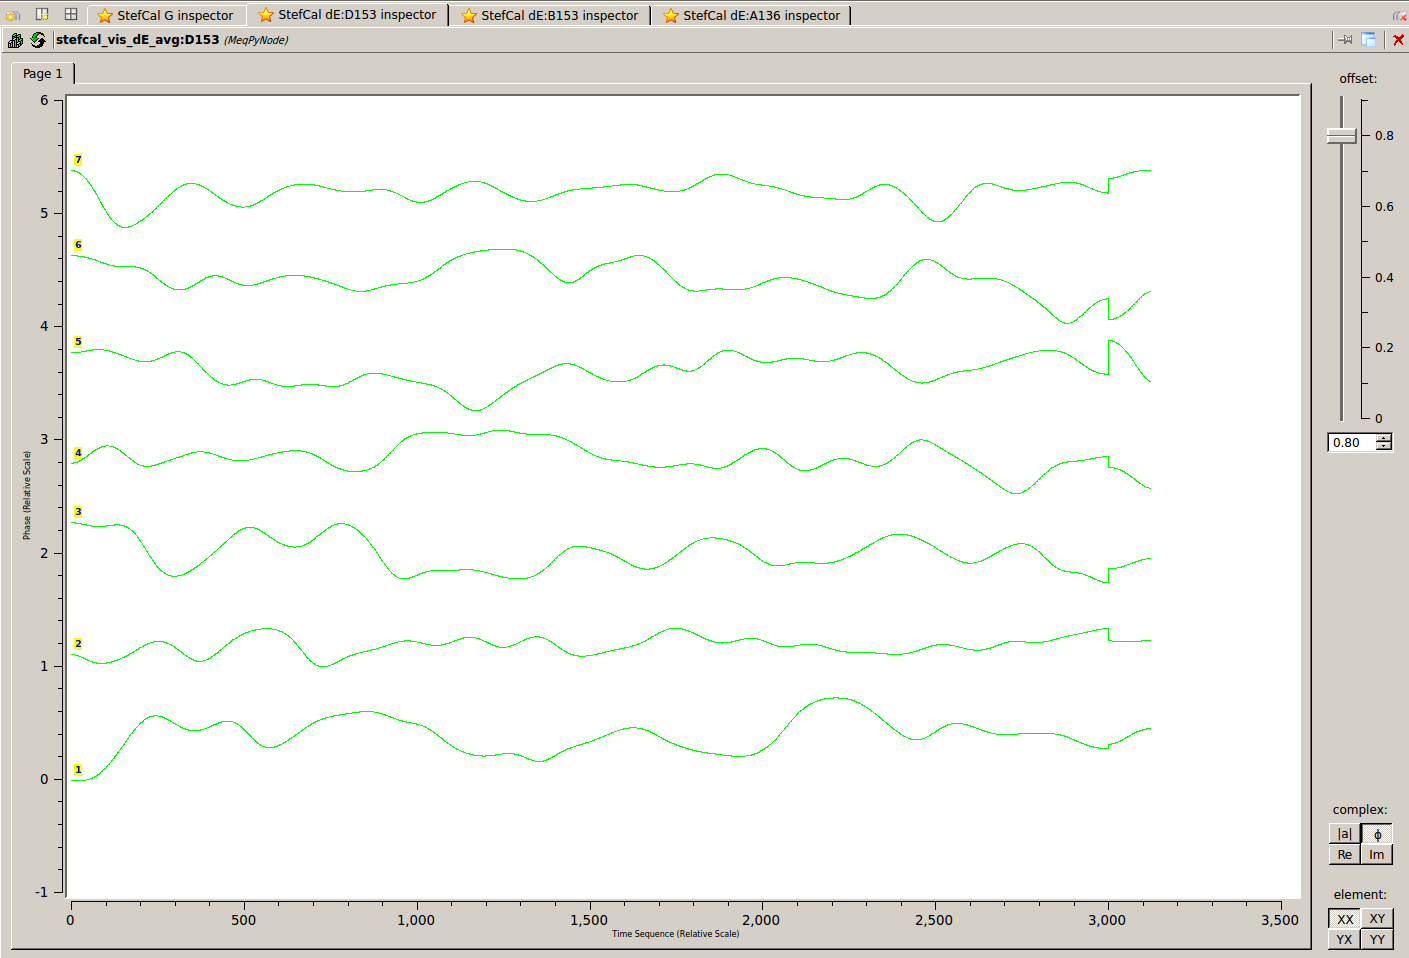 StefCal G inspector StefCal dE:D153 inspector StefCal dE:B153 inspector StefCal dE:A136 inspector
stefcal_vis_dE_avg:D153 (MeqPyNode)
Page 1
offset:
6
5
4
3
2
1
0
-1
Phase (Relative Scale)
7
6
5
4
3
2
1
0 500 1,000 1,500 2,000 2,500 3,000 3,500
Time Sequence (Relative Scale)
0.8
0.6
0.4
0.2
0
0.80
complex:
|a| ϕ
Re Im
element:
XX XY
YX YY